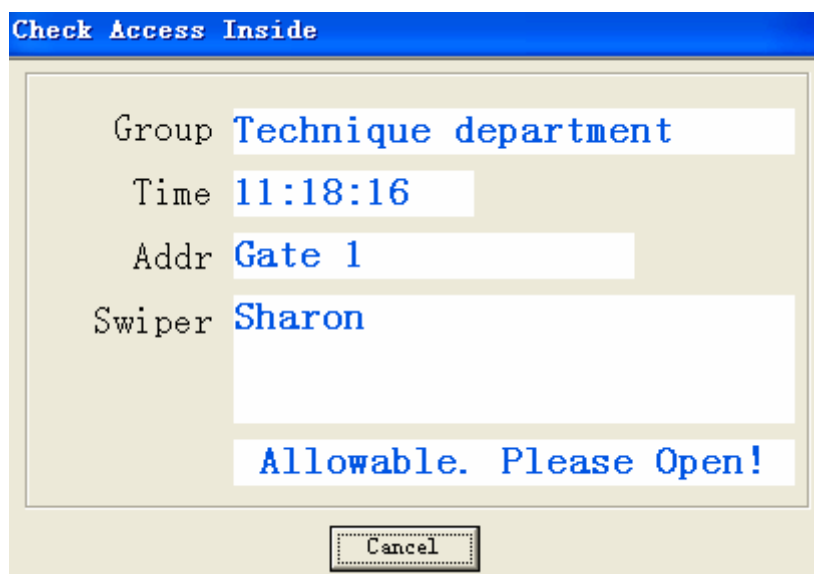 Check Access Inside
Group Technique department
Time 11:18:16
Addr Gate 1
Swiper Sharon
Allowable. Please Open!
Cancel